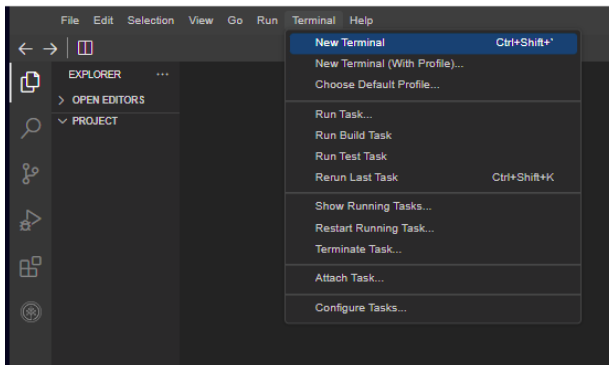 File Edit Selection View Go Run Terminal Help
New Terminal Ctrl+Shift+`
New Terminal (With Profile)...
Choose Default Profile...
Run Task...
Run Build Task
Run Test Task
Rerun Last Task Ctrl+Shift+K
Show Running Tasks...
Restart Running Task...
Terminate Task...
Attach Task...
Configure Tasks...
EXPLORER ...
OPEN EDITORS
PROJECT